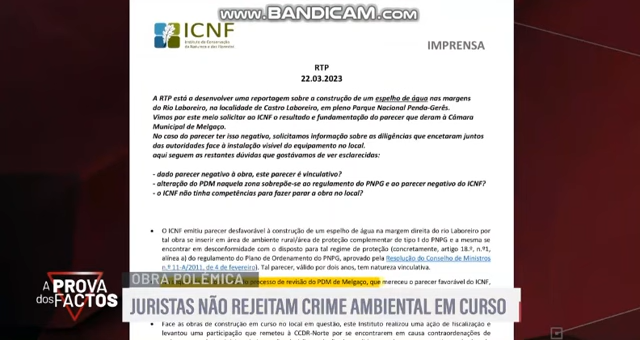 www.BANDICAM.com
ICNF
Instituto da Conservação
da Natureza e das Florestas
IMPRENSA
RTP
22.03.2023
A RTP está a desenvolver uma reportagem sobre a construção de um espelho de água nas margens
do Rio Laboreiro, na localidade de Castro Laboreiro, em pleno Parque Nacional Penda-Gerês.
Vimos por este meio solicitar ao ICNF o resultado e fundamentação do parecer que deram à Câmara
Municipal de Melgaço.
No caso do parecer ter isso negativo, solicitamos informação sobre as diligências que encetaram juntos
das autoridades face à instalação visível do equipamento no local.
aqui seguem as restantes dúvidas que gostávamos de ver esclarecidas:
- dado parecer negativo à obra, este parecer é vinculativo?
- alteração do PDM naquela zona sobrepõe-se ao regulamento do PNPG e ao parecer negativo do ICNF?
- o ICNF não tinha competências para fazer parar a obra no local?
• O ICNF emitiu parecer desfavorável à construção de um espelho de água na margem direita do rio Laboreiro por
tal obra se inserir em área de ambiente rural/área de proteção complementar de tipo I do PNPG e a mesma se
encontrar em desconformidade com o disposto para tal regime de proteção (concretamente, artigo 18.º, n.º1,
alínea a) do regulamento do Plano de Ordenamento do PNPG, aprovado pela Resolução do Conselho de Ministros
n.º 11-A/2011, de 4 de fevereiro). Tal parecer, válido por dois anos, tem natureza vinculativa.
processo de revisão do PDM de Melgaço, que mereceu o parecer favorável do ICNF,
A PROVA
DOS FACTOS
OBRA POLÉMICA
JURISTAS NÃO REJEITAM CRIME AMBIENTAL EM CURSO
• Face às obras de construção em curso no local em questão, este Instituto realizou uma ação de fiscalização e
levantou uma participação que remeteu à CCDR-Norte por se encontrarem em causa contraordenações de